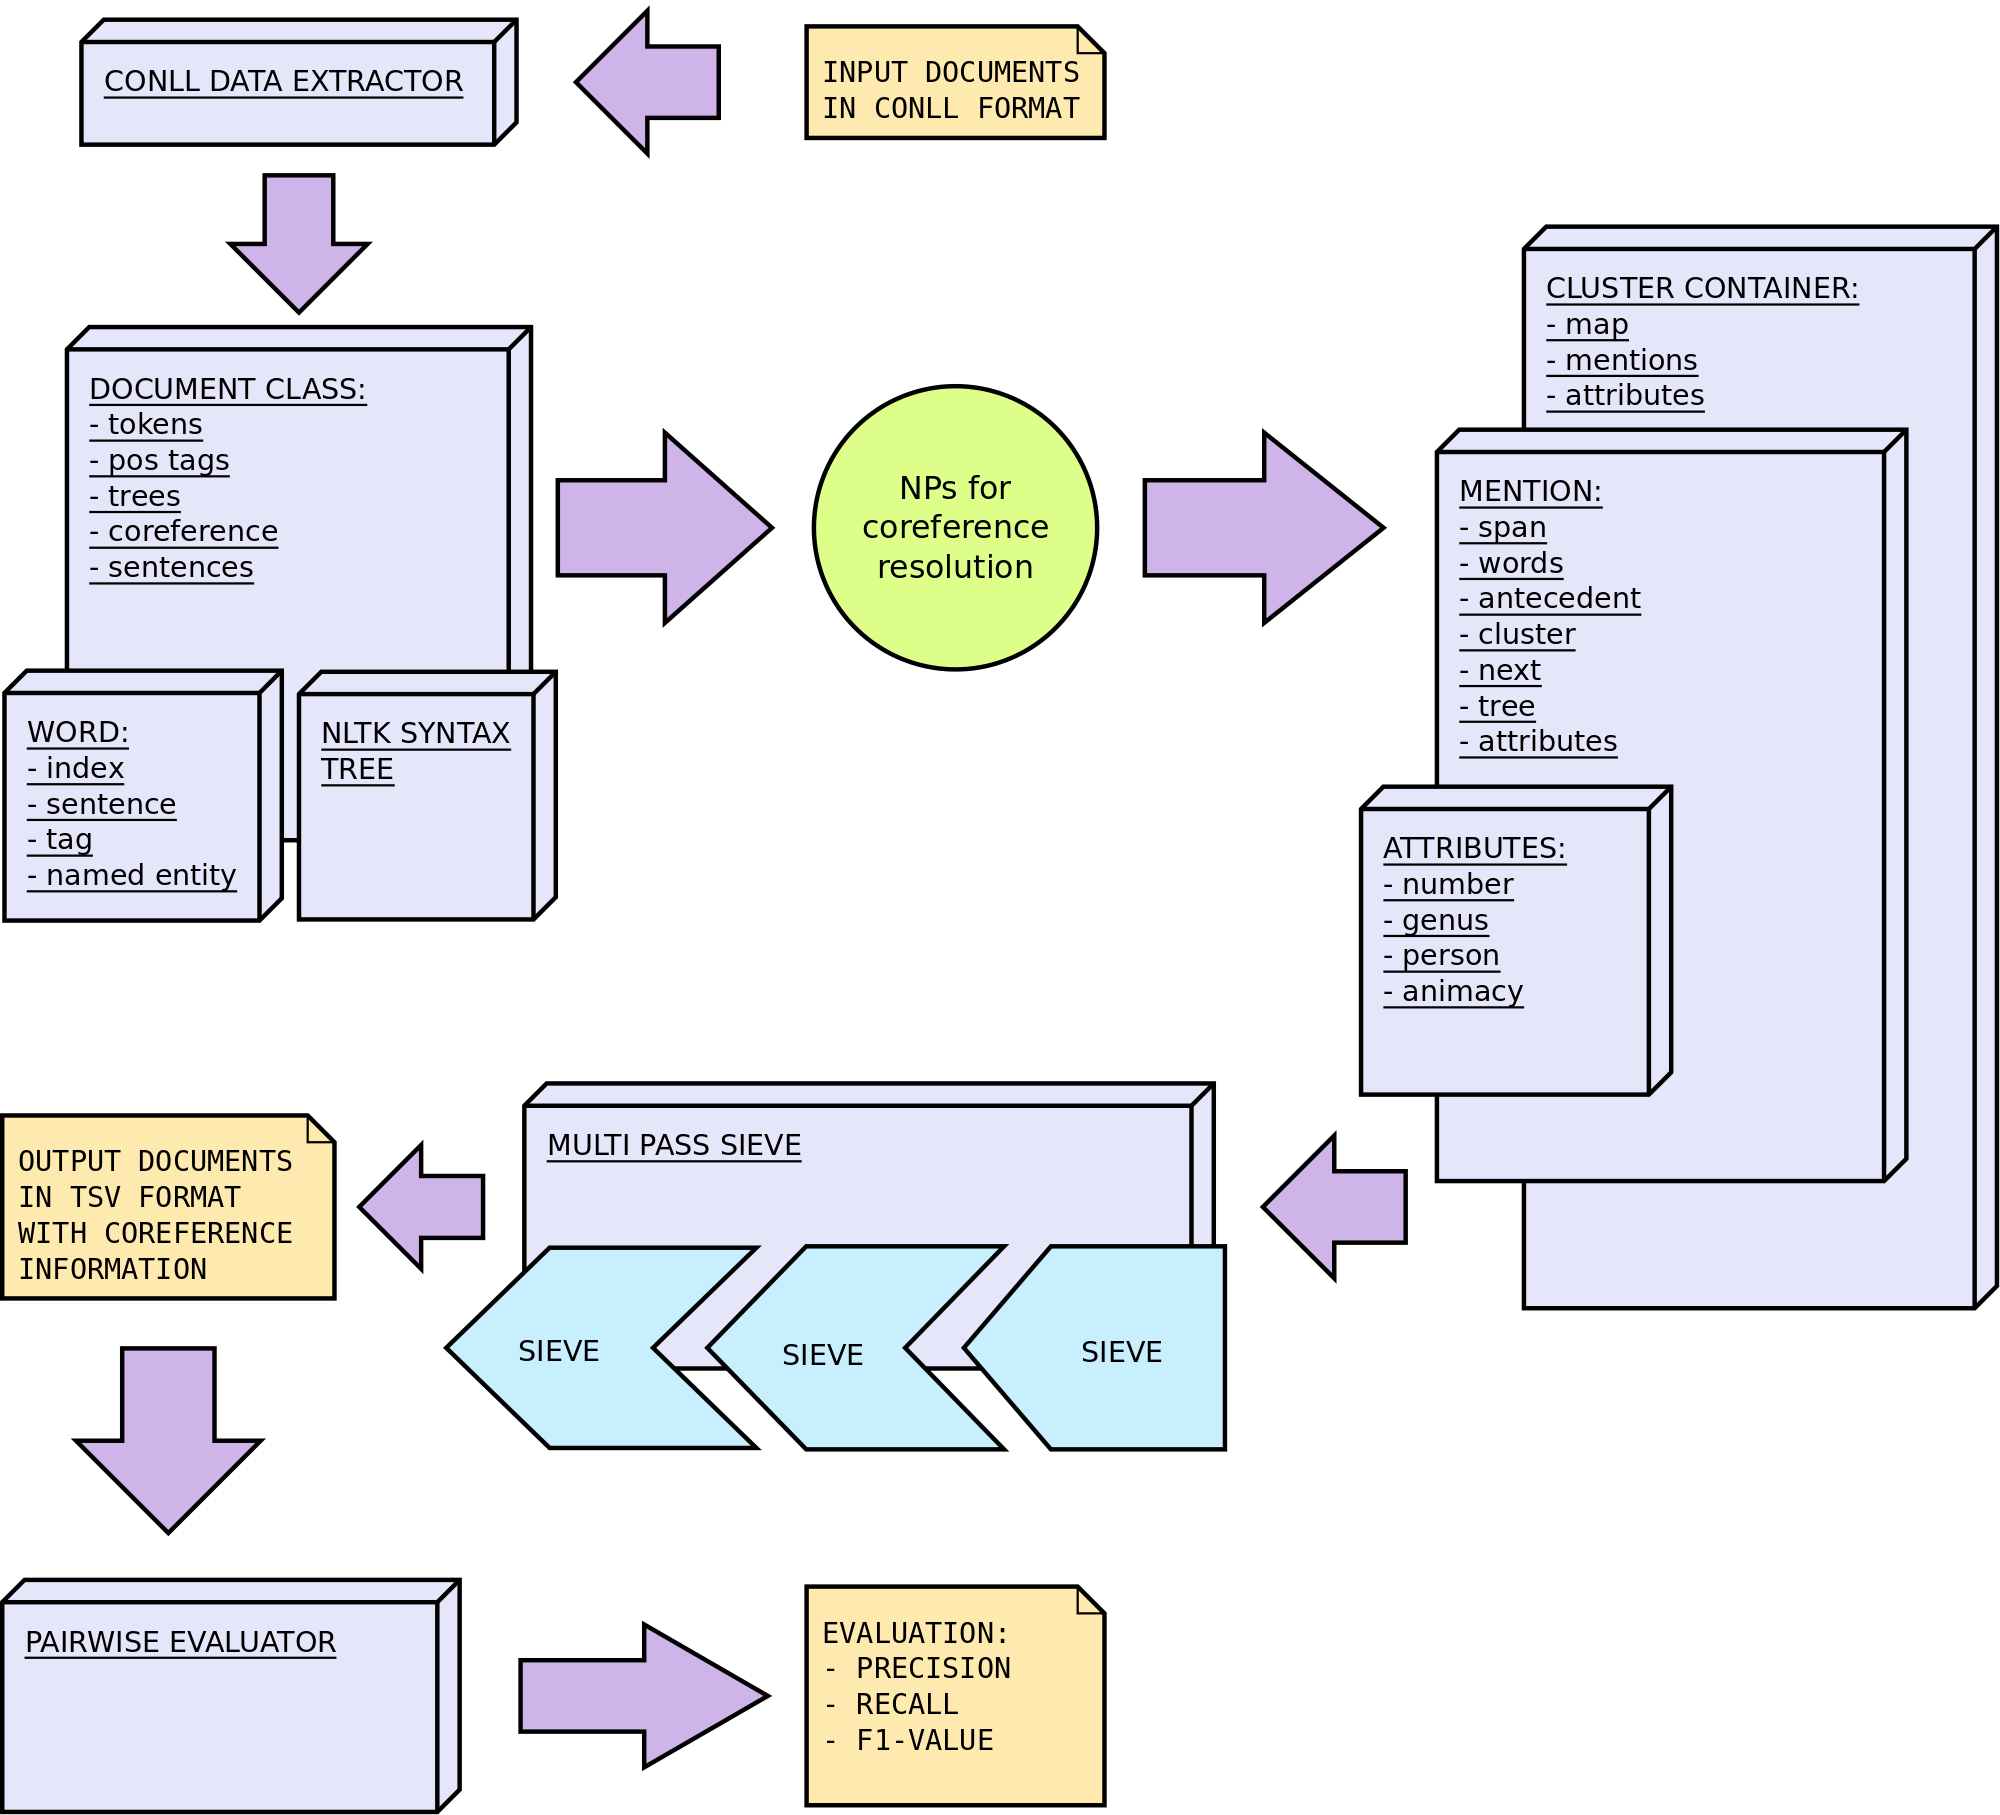 CONLL DATA EXTRACTOR
INPUT DOCUMENTS
IN CONLL FORMAT
DOCUMENT CLASS:
- tokens
- pos tags
- trees
- coreference
- sentences
WORD:
- index
- sentence
- tag
- named entity
NLTK SYNTAX
TREE
NPs for
coreference
resolution
CLUSTER CONTAINER:
- map
- mentions
- attributes
MENTION:
- span
- words
- antecedent
- cluster
- next
- tree
- attributes
ATTRIBUTES:
- number
- genus
- person
- animacy
MULTI PASS SIEVE
SIEVE
SIEVE
SIEVE
OUTPUT DOCUMENTS
IN TSV FORMAT
WITH COREFERENCE
INFORMATION
PAIRWISE EVALUATOR
EVALUATION:
- PRECISION
- RECALL
- F1-VALUE